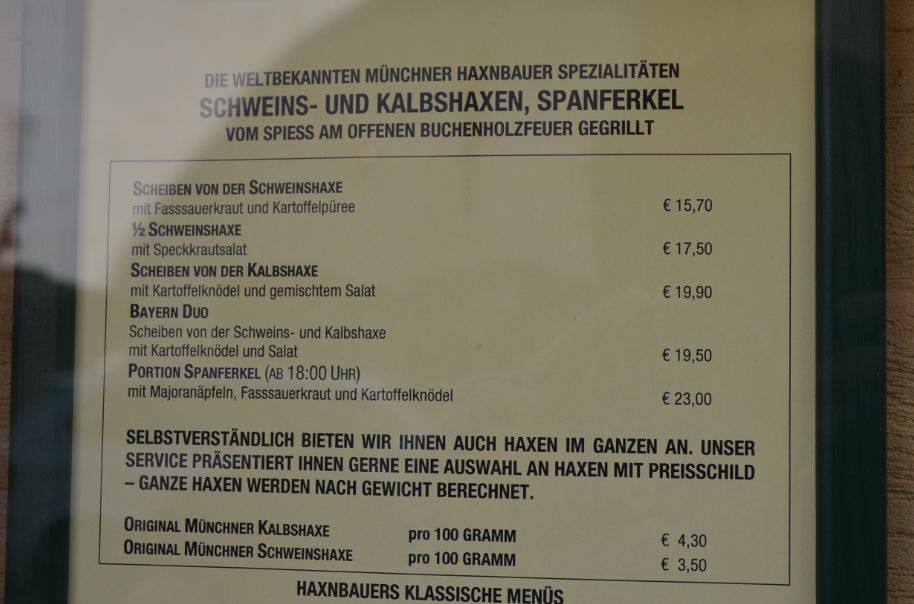 DIE WELTBEKANNTEN MÜNCHNER HAXNBAUER SPEZIALITÄTEN
SCHWEINS- UND KALBSHAXEN, SPANFERKEL
VOM SPIESS AM OFFENEN BUCHENHOLZFEUER GEGRILLT
SCHEIBEN VON DER SCHWEINSHAXE
mit Fasssauerkraut und Kartoffelpüree € 15,70
½ SCHWEINSHAXE
mit Speckkrautsalat € 17,50
SCHEIBEN VON DER KALBSHAXE
mit Kartoffelknödel und gemischtem Salat € 19,90
BAYERN DUO
Scheiben von der Schweins- und Kalbshaxe
mit Kartoffelknödel und Salat € 19,50
PORTION SPANFERKEL (AB 18:00 UHR)
mit Majoranäpfeln, Fasssauerkraut und Kartoffelknödel € 23,00
SELBSTVERSTÄNDLICH BIETEN WIR IHNEN AUCH HAXEN IM GANZEN AN. UNSER
SERVICE PRÄSENTIERT IHNEN GERNE EINE AUSWAHL AN HAXEN MIT PREISSCHILD
– GANZE HAXEN WERDEN NACH GEWICHT BERECHNET.
ORIGINAL MÜNCHNER KALBSHAXE pro 100 GRAMM € 4,30
ORIGINAL MÜNCHNER SCHWEINSHAXE pro 100 GRAMM € 3,50
HAXNBAUERS KLASSISCHE MENÜS